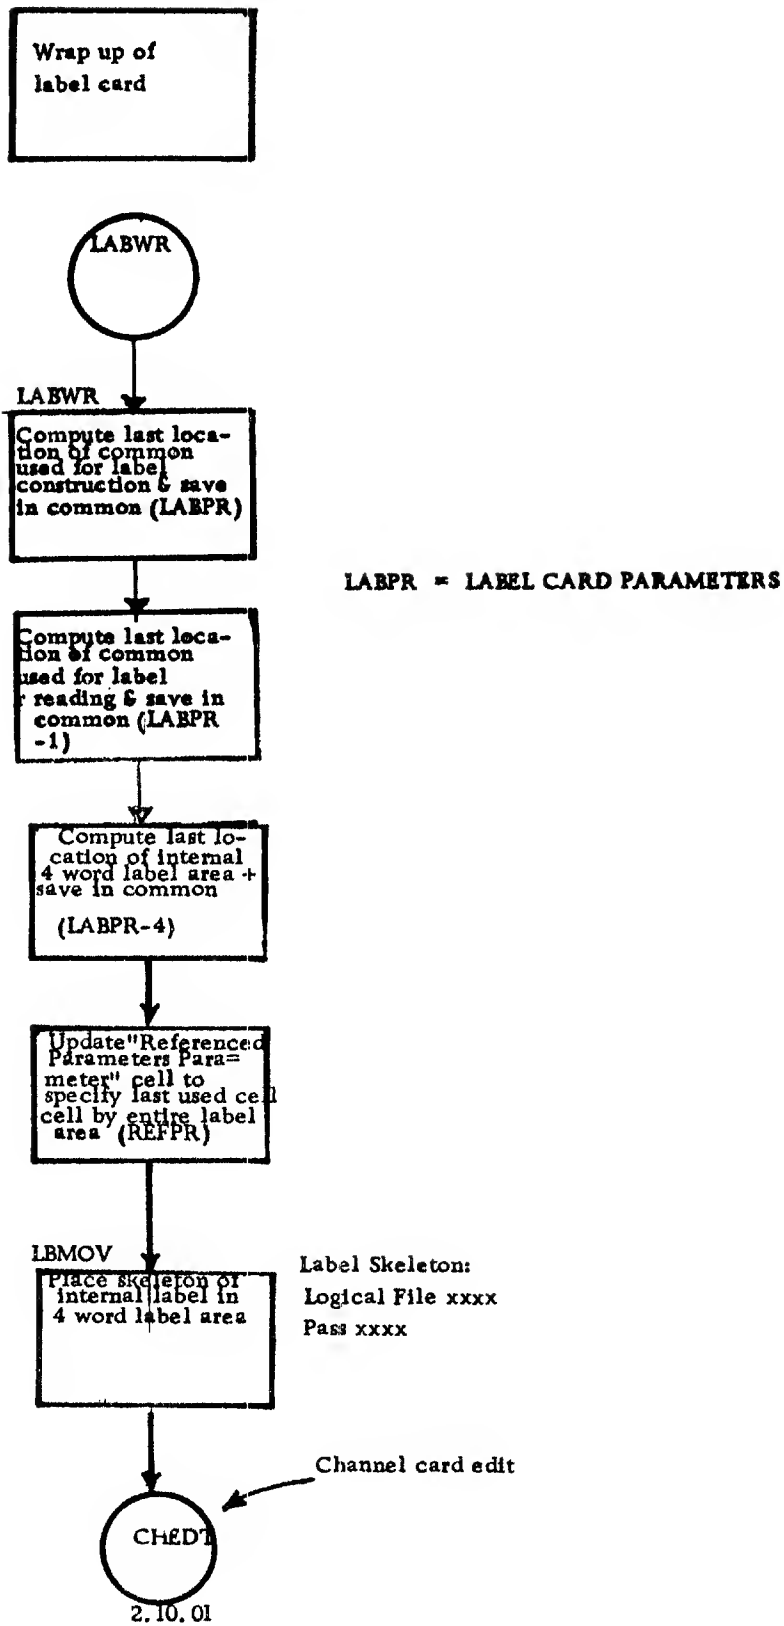 Wrap up of
label card
LABWR
LABWR
Compute last loca-
tion of common
used for label
construction & save
in common (LABPR)
LABPR = LABEL CARD PARAMETERS
Compute last loca-
tion of common
used for label
reading & save in
common (LABPR
-1)
Compute last lo-
cation of internal
4 word label area +
save in common
(LABPR-4)
Update "Referenced
Parameters Para=
meter" cell to
specify last used cell
cell by entire label
area (REFPR)
LBMOV
Place skeleton of
internal label in
4 word label area
Label Skeleton:
Logical File xxxx
Pass xxxx
Channel card edit
CHEDT
2.10.01